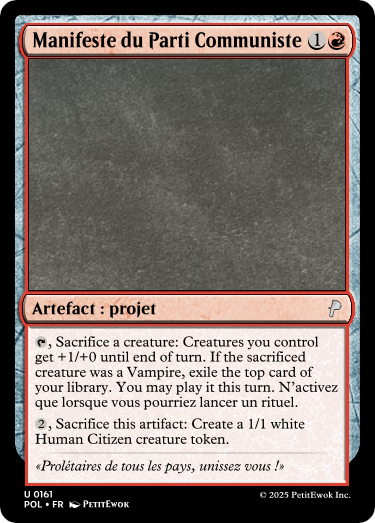 Manifeste du Parti Communiste 1
Artefact : projet
, Sacrifice a creature: Creatures you control
get +1/+0 until end of turn. If the sacrificed
creature was a Vampire, exile the top card of
your library. You may play it this turn. N'activez
que lorsque vous pourriez lancer un rituel.
2, Sacrifice this artifact: Create a 1/1 white
Human Citizen creature token.
«Prolétaires de tous les pays, unissez vous !»
U 0161
POL • FR PetitEwok
© 2025 PetitEwok Inc.